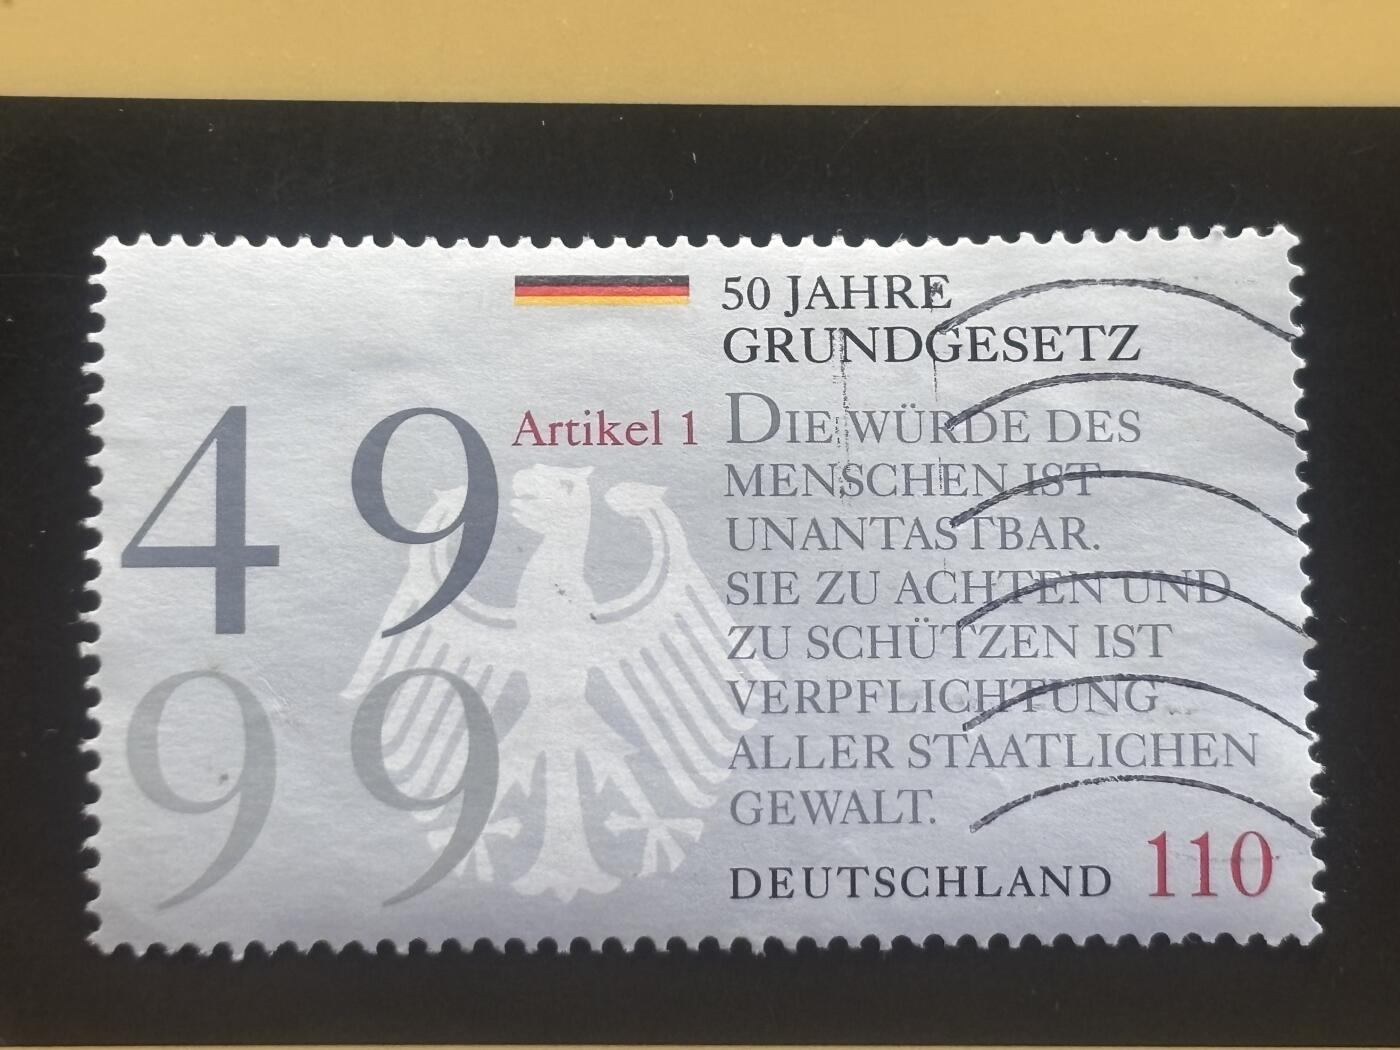 50 JAHRE
GRUNDGESETZ
49
99
Artikel 1
DIE WÜRDE DES
MENSCHEN IST
UNANTASTBAR.
SIE ZU ACHTEN UND
ZU SCHÜTZEN IST
VERPFLICHTUNG
ALLER STAATLICHEN
GEWALT.
DEUTSCHLAND 110